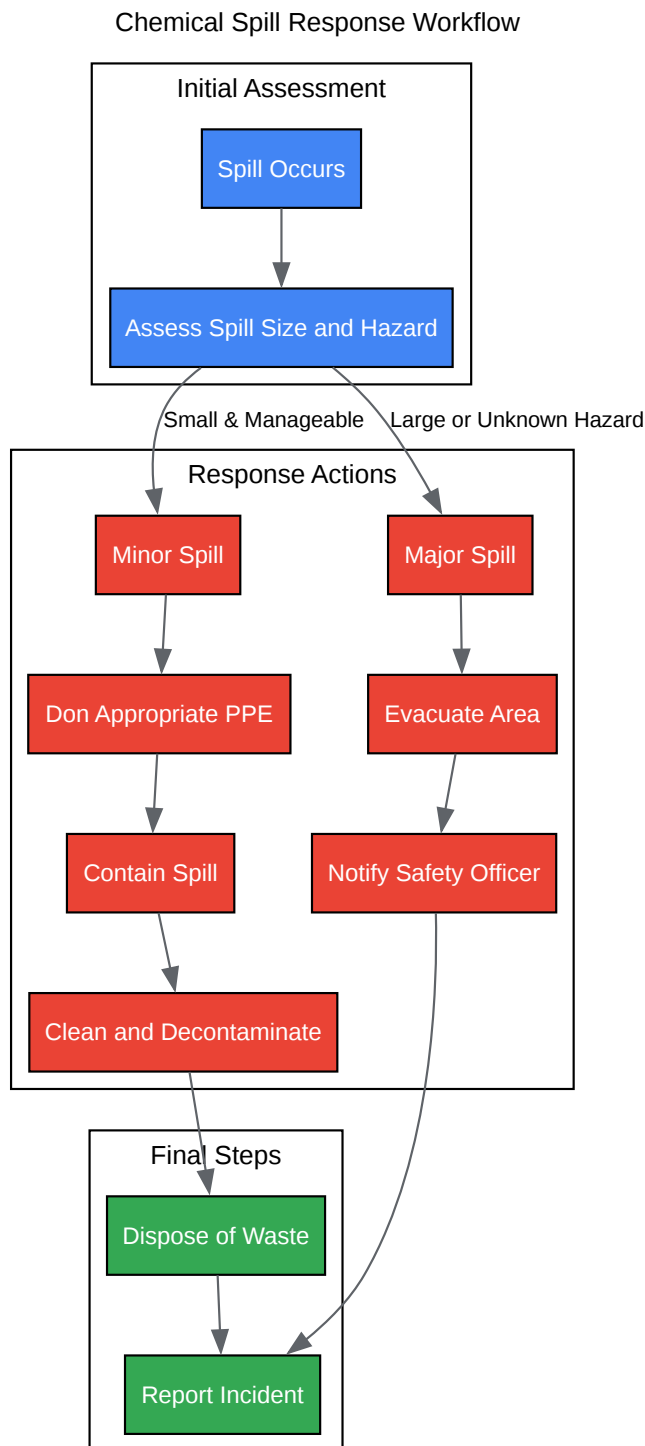 Chemical Spill Response Workflow
Initial Assessment
Spill Occurs
Assess Spill Size and Hazard
Small & Manageable
Large or Unknown Hazard
Response Actions
Minor Spill
Major Spill
Don Appropriate PPE
Evacuate Area
Contain Spill
Notify Safety Officer
Clean and Decontaminate
Final Steps
Dispose of Waste
Report Incident